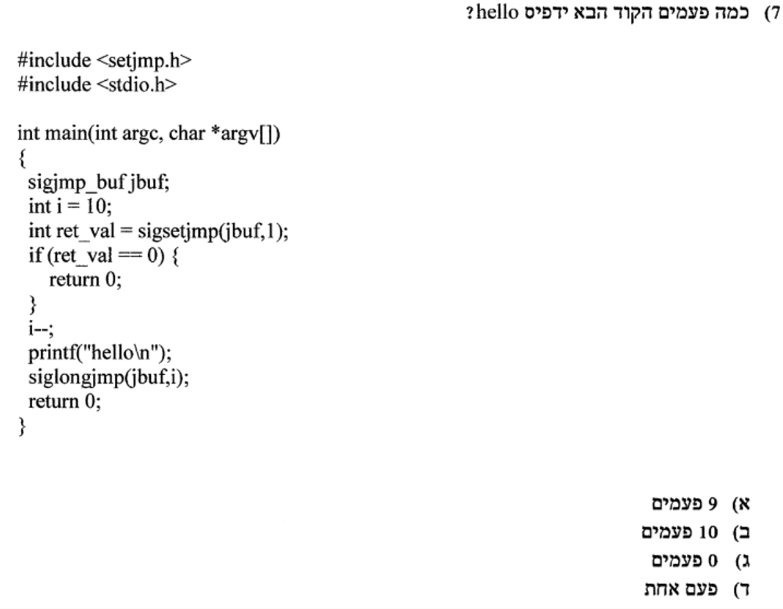 7) כמה פעמים הקוד הבא ידפיס hello?
#include <setjmp.h>
#include <stdio.h>
int main(int argc, char *argv[])
{
sigjmp_buf jbuf;
int i = 10;
int ret_val = sigsetjmp(jbuf,1);
if (ret_val == 0) {
return 0;
}
i--;
printf("hello\n");
siglongjmp(jbuf,i);
return 0;
}
א) 9 פעמים
ב) 10 פעמים
ג) 0 פעמים
ד) פעם אחת